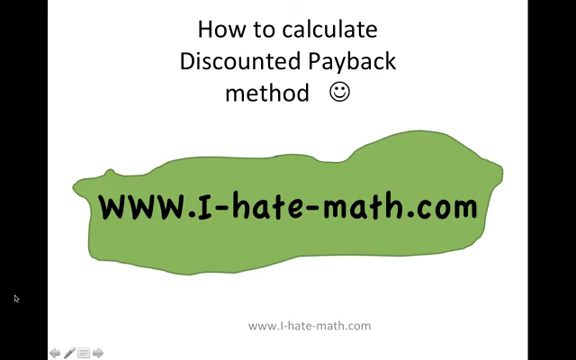 How to calculate
Discounted Payback
method ☺
www.I-hate-math.com
www.I-hate-math.com